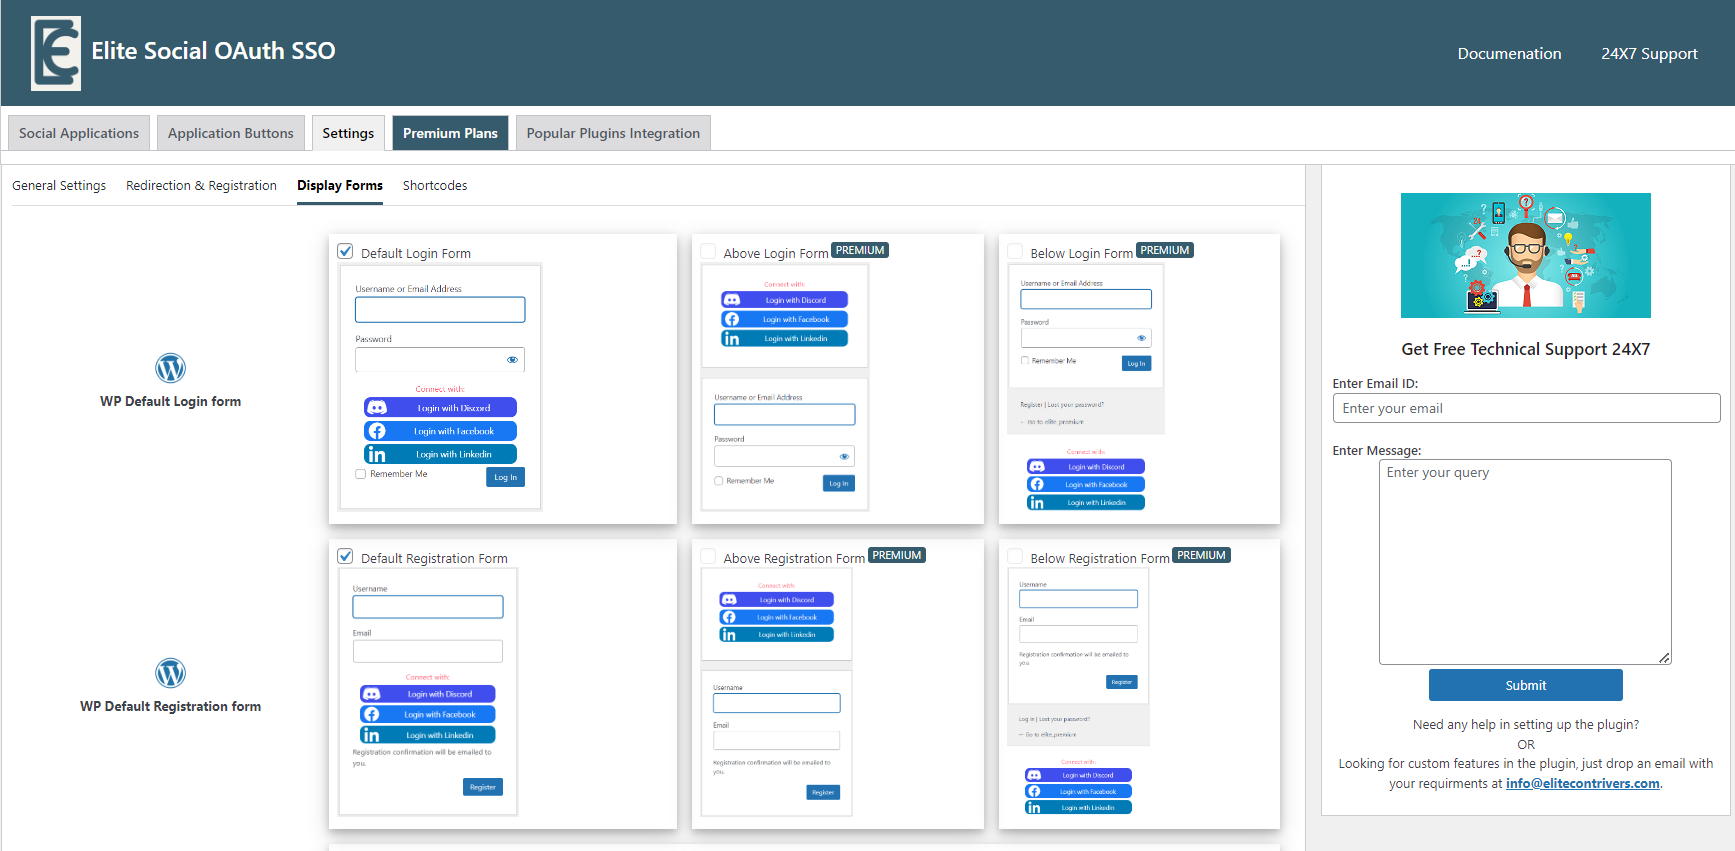 Elite Social OAuth SSO
Documenation
24X7 Support
Social Applications
Application Buttons
Settings
Premium Plans
Popular Plugins Integration
General Settings
Redirection & Registration
Display Forms
Shortcodes
WP Default Login form
Default Login Form
Username or Email Address
Password
Connect with:
Login with Discord
Login with Facebook
Login with Linkedin
Remember Me
Log In
Above Login Form PREMIUM
Connect with:
Login with Discord
Login with Facebook
Login with Linkedin
Username or Email Address
Password
Remember Me
Log In
Below Login Form PREMIUM
Username or Email Address
Password
Remember Me
Log In
Register | Lost your password?
← Go to elite_premium
Connect with:
Login with Discord
Login with Facebook
Login with Linkedin
WP Default Registration form
Default Registration Form
Username
Email
Connect with:
Login with Discord
Login with Facebook
Login with Linkedin
Registration confirmation will be emailed to
you.
Register
Above Registration Form PREMIUM
Connect with:
Login with Discord
Login with Facebook
Login with Linkedin
Username
Email
Registration confirmation will be emailed to
you.
Register
Below Registration Form PREMIUM
Username
Email
Registration confirmation will be emailed to
you.
Register
Log in | Lost your password?
← Go to elite_premium
Connect with:
Login with Discord
Login with Facebook
Login with Linkedin
Get Free Technical Support 24X7
Enter Email ID:
Enter your email
Enter Message:
Enter your query
Submit
Need any help in setting up the plugin?
OR
Looking for custom features in the plugin, just drop an email with
your requirments at info@elitecontrivers.com.